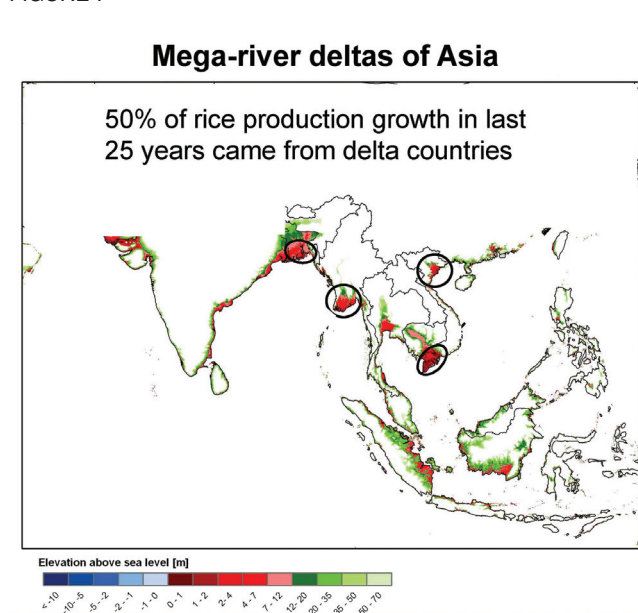 Mega-river deltas of Asia
50% of rice production growth in last
25 years came from delta countries
Elevation above sea level [m]
< -10
-10 -5
-5 - -2
-2 - -1
-1 - 0
0 - 1
1 - 2
2- 4
4 - 7
7 - 12
12- 20
20 - 35
35 - 50
50 - 70